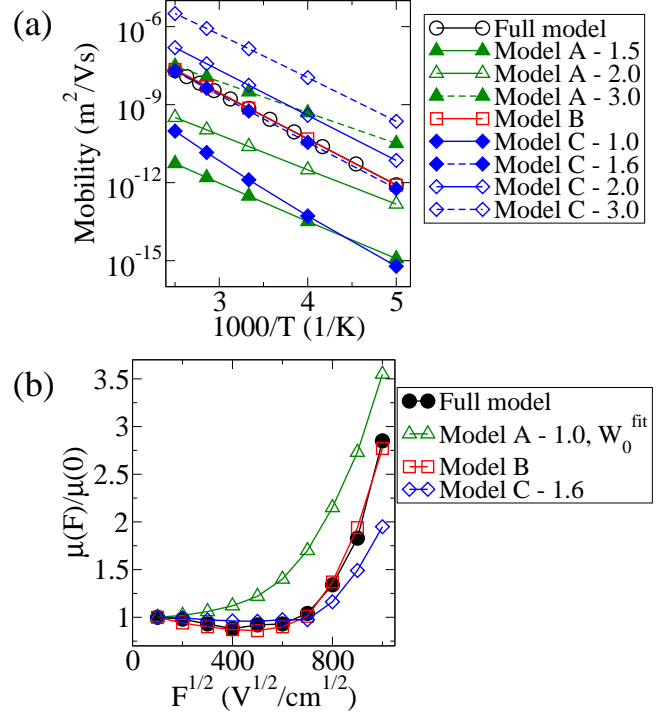 (a)
Mobility (m²/Vs)
10⁻⁶
10⁻⁹
10⁻¹²
10⁻¹⁵
3 4 5
1000/T (1/K)
Full model
Model A - 1.5
Model A - 2.0
Model A - 3.0
Model B
Model C - 1.0
Model C - 1.6
Model C - 2.0
Model C - 3.0
(b)
μ(F)/μ(0)
3.5
3
2.5
2
1.5
1
0 400 800
F^{1/2} (V^{1/2}/cm^{1/2})
Full model
Model A - 1.0, W₀^{fit}
Model B
Model C - 1.6